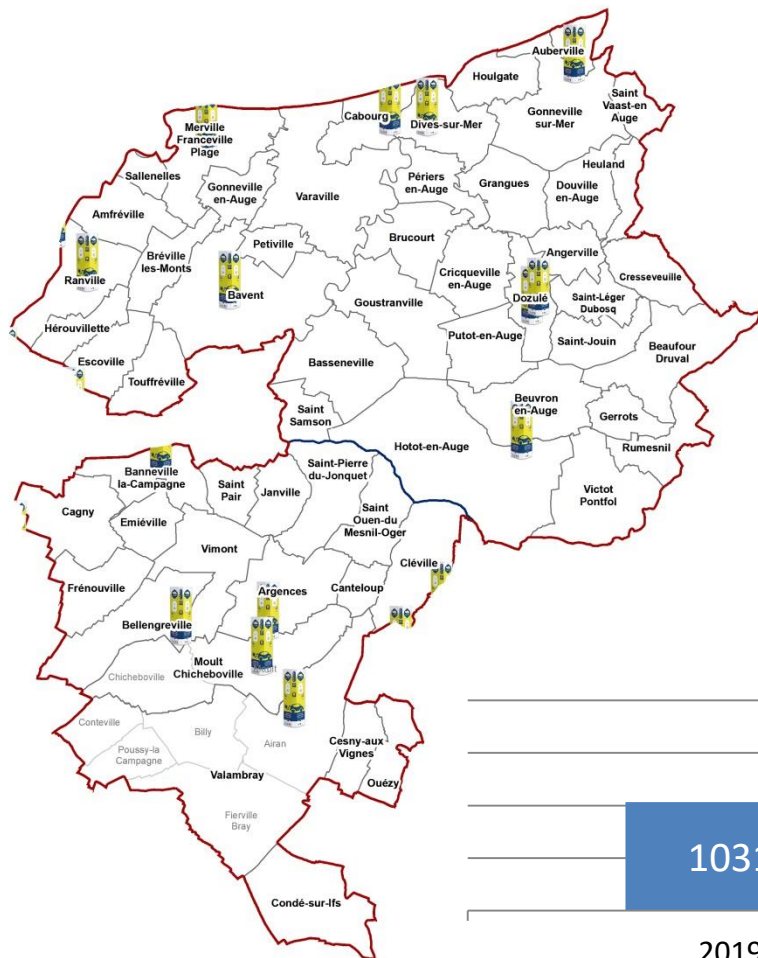 Auberville
Houlgate
Saint
Vaast-en
Auge
Gonneville
sur-Mer
Cabourg
Dives-sur-Mer
Merville
Franceville
Plage
Heuland
Sallenelles
Gonneville
en-Auge
Varaville
Périers
en-Auge
Grangues
Douville
en-Auge
Amfréville
Bréville
les-Monts
Petiville
Brucourt
Angerville
Cricqueville
en-Auge
Cresseveuille
Ranville
Bavent
Goustranville
Dozulé
Saint-Léger
Dubosq
Hérouvillette
Putot-en-Auge
Saint-Jouin
Beaufour
Druval
Escoville
Touffréville
Basseneville
Beuvron
en-Auge
Gerrots
Saint
Samson
Hotot-en-Auge
Rumesnil
Banneville
la-Campagne
Saint
Pair
Janville
Saint-Pierre
du-Jonquet
Victot
Pontfol
Cagny
Emiéville
Saint
Ouen-du
Mesnil-Oger
Vimont
Cléville
Frénouville
Argences
Canteloup
Bellengreville
Moult
Chicheboville
Chicheboville
Conteville
Billy
Airan
Poussy-la
Campagne
Cesny-aux
Vignes
Valambray
Ouézy
Fierville
Bray
Condé-sur-Ifs
1031
2019